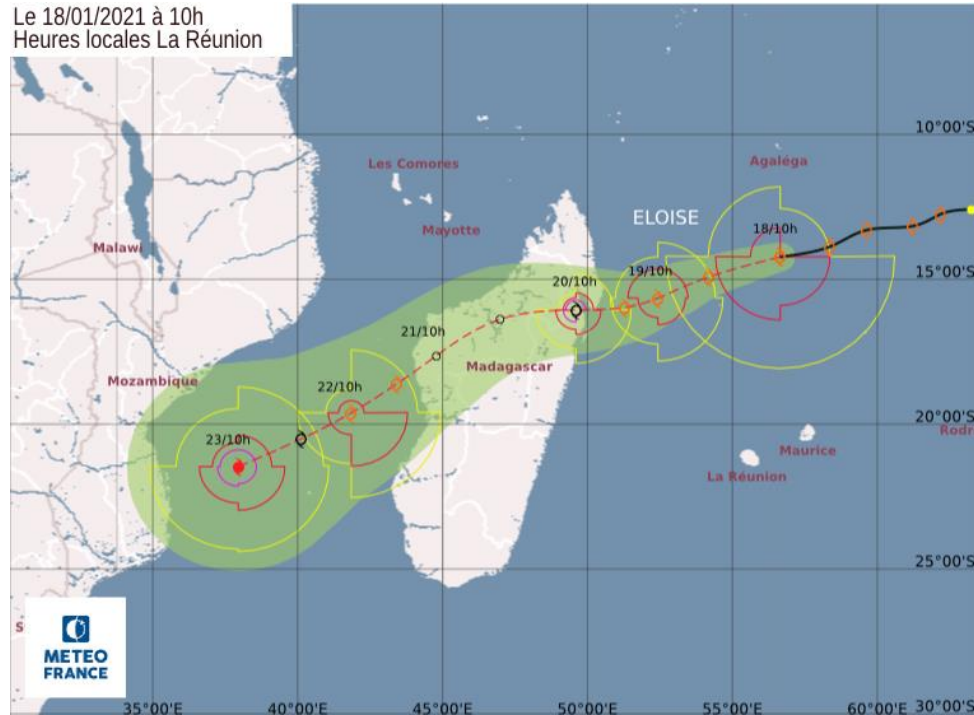 Le 18/01/2021 à 10h
Heures locales La Réunion
10°00'S
Les Comores
Agaléga
ELOISE
Mayotte
18/10h
Malawi
15°00'S
19/10h
20/10h
21/10h
Madagascar
Mozambique
22/10h
20°00'S
Rodr
23/10h
Maurice
La Réunion
25°00'S
S
METEO
FRANCE
35°00'E
40°00'E
45°00'E
50°00'E
55°00'E
60°00'E
30°00'S